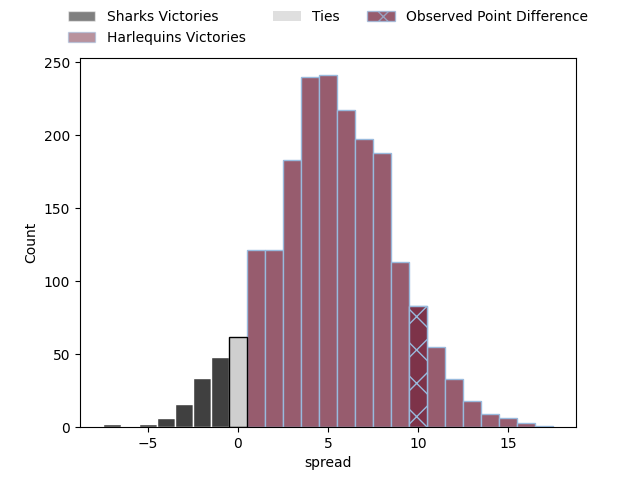 Sharks Victories
Harlequins Victories
Ties
Observed Point Difference
250
200
150
100
50
0
Count
−5
0
5
10
15
spread